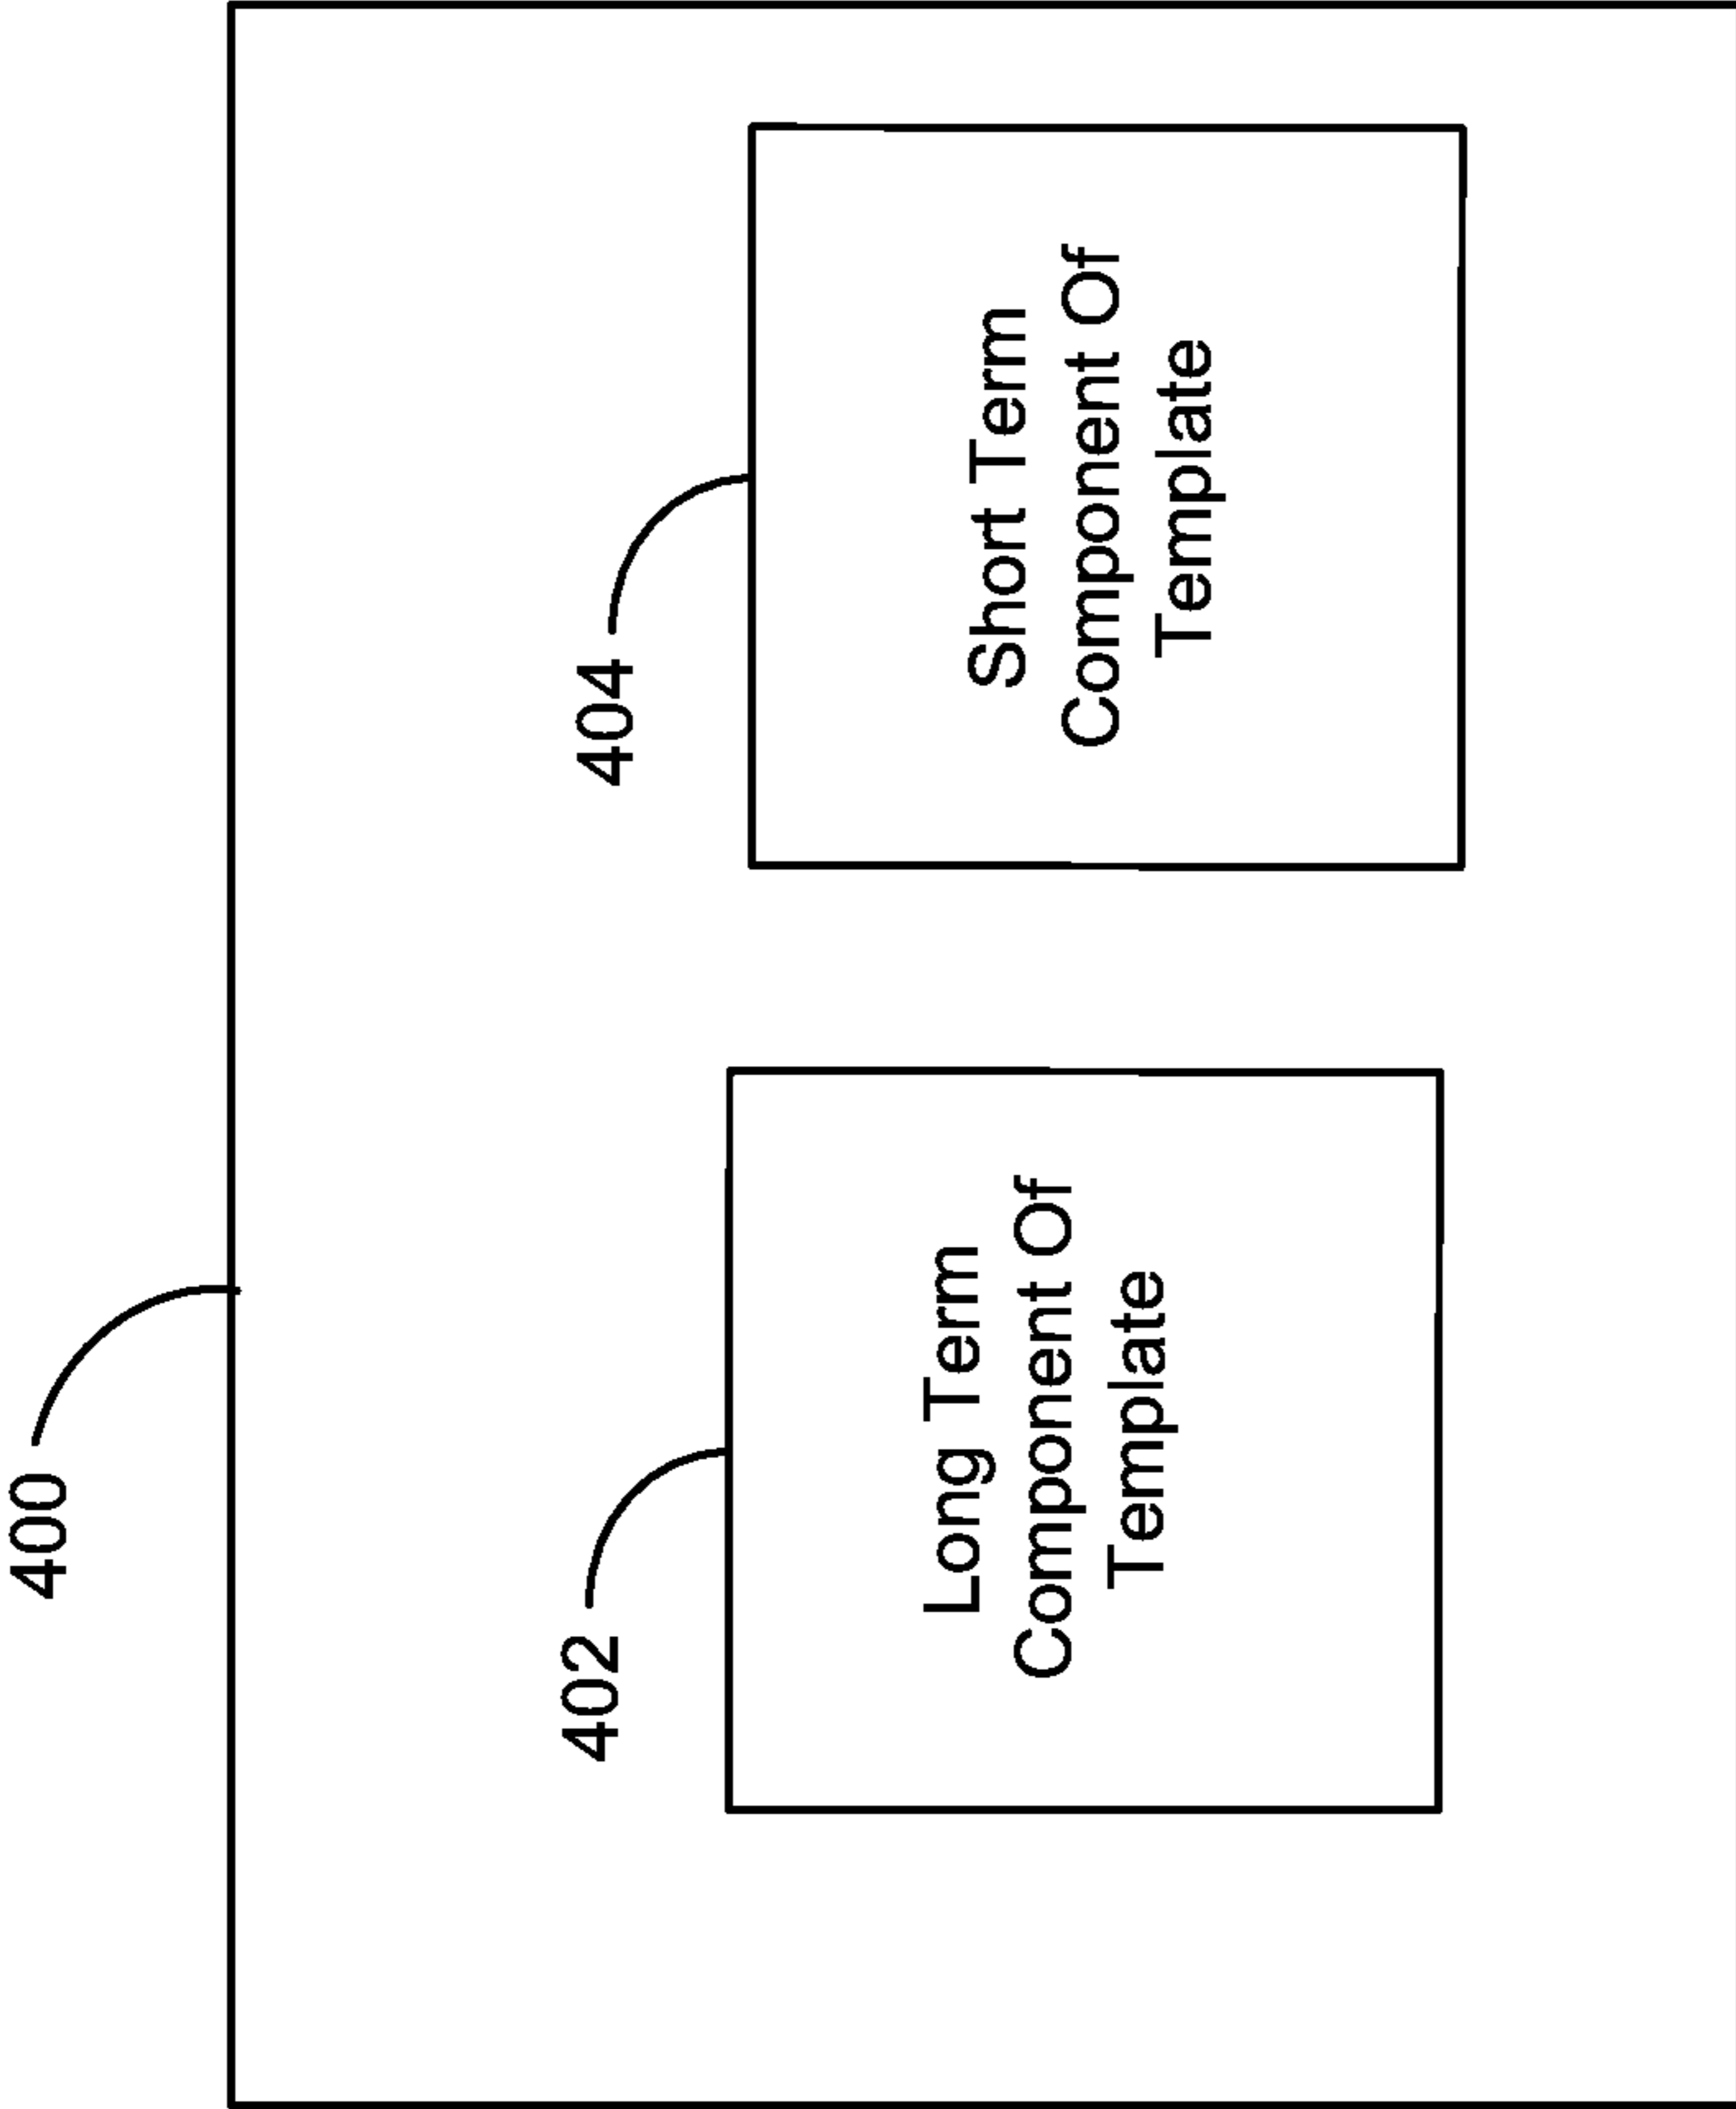 400
402
Long Term
Component Of
Template
404
Short Term
Component Of
Template